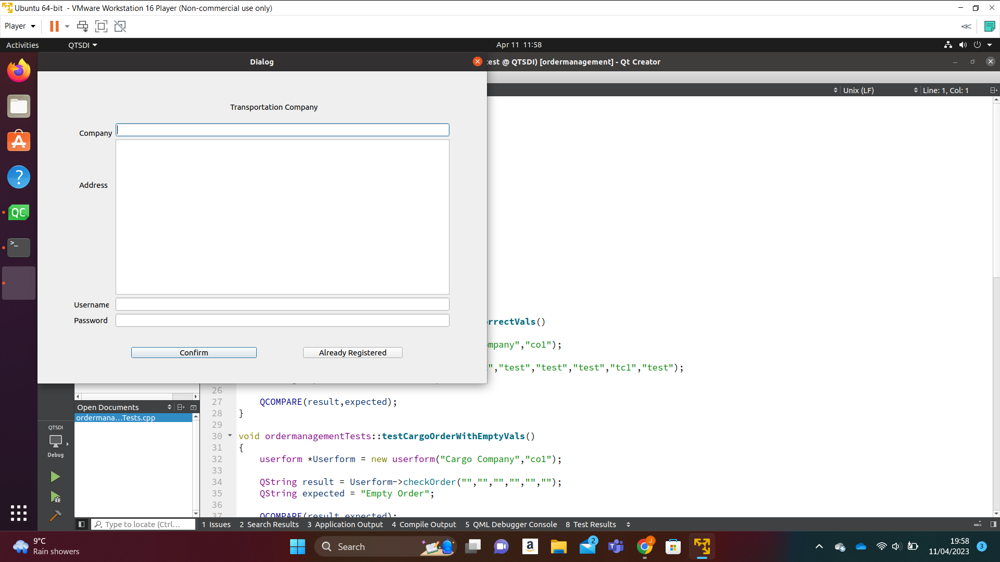 Ubuntu 64-bit - VMware Workstation 16 Player (Non-commercial use only)
Player
Activities
QTSDI
Apr 11 11:58
Dialog
est @ QTSDI) [ordermanagement] - Qt Creator
Unix (LF)
Line: 1, Col: 1
Transportation Company
Company
Address
Username
Password
Confirm
Already Registered
QC
rrectVals()
mpany","co1");
","test","test","test","tc1","test");
26
27 QCOMPARE(result,expected);
28 }
29
30 void ordermanagementTests::testCargoOrderWithEmptyVals()
31 {
32 userform *Userform = new userform("Cargo Company","co1");
33
34 QString result = Userform->checkOrder("","","","","","");
35 QString expected = "Empty Order";
36
37 QCOMPARE(result,expected);
Open Documents
ordermana…Tests.cpp
QTSDI
Debug
Type to locate (Ctrl...
1 Issues
2 Search Results
3 Application Output
4 Compile Output
5 QML Debugger Console
8 Test Results
9°C
Rain showers
Search
2
J
19:58
11/04/2023
3